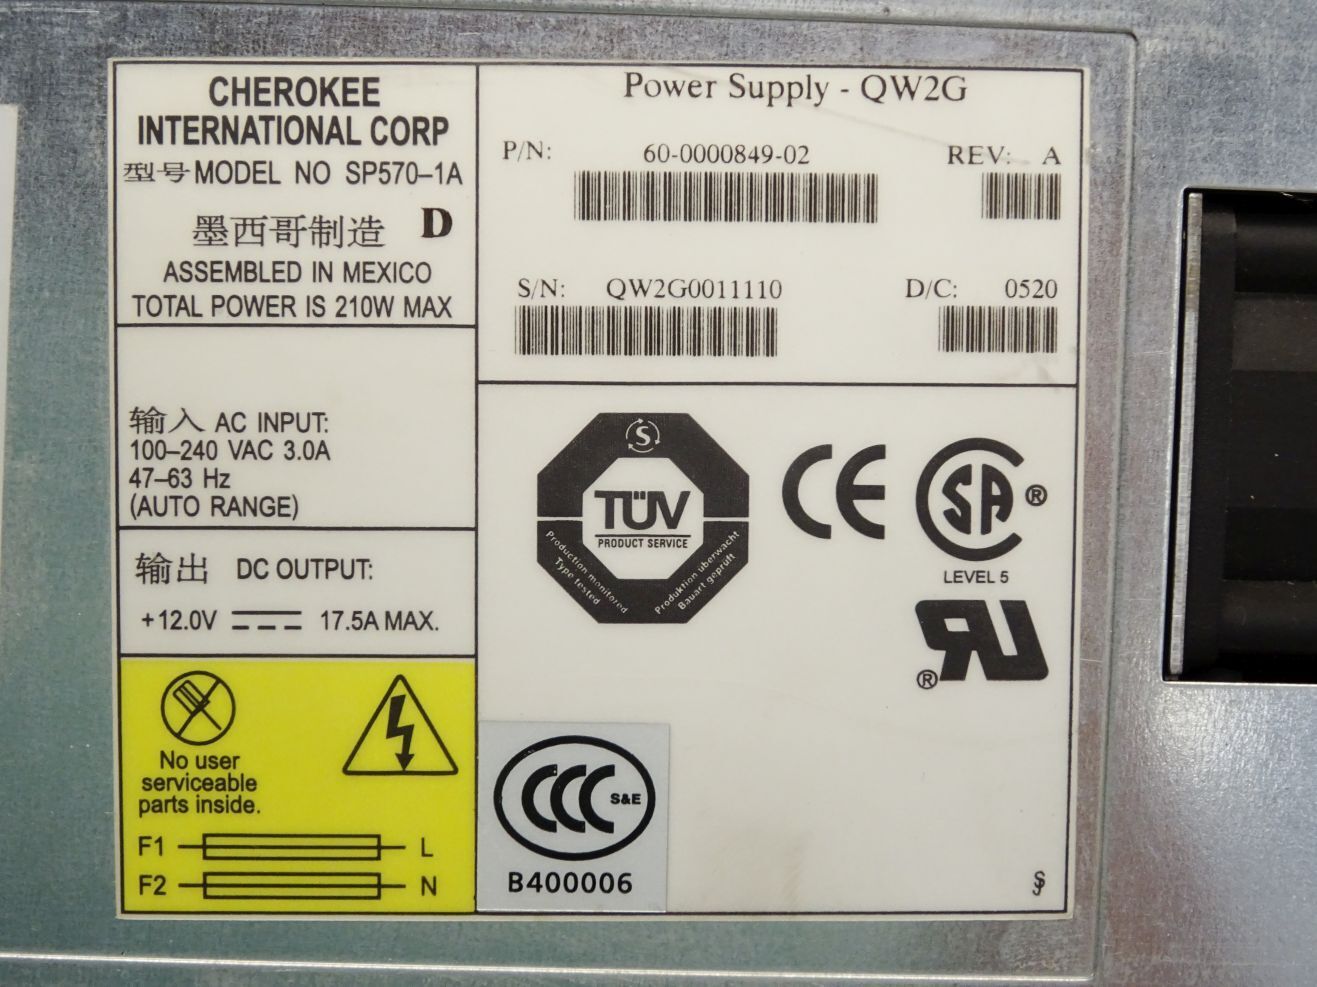 CHEROKEE
INTERNATIONAL CORP
型号 MODEL NO SP570–1A
墨西哥制造 D
ASSEMBLED IN MEXICO
TOTAL POWER IS 210W MAX
输入 AC INPUT:
100–240 VAC 3.0A
47–63 Hz
(AUTO RANGE)
输出 DC OUTPUT:
+12.0V 17.5A MAX.
No user
serviceable
parts inside.
F1 L
F2 N
Power Supply - QW2G
P/N: 60-0000849-02 REV: A
S/N: QW2G0011110 D/C: 0520
S
TÜV
PRODUCT SERVICE
Production monitored
Type tested
Produktion überwacht
Bauart geprüft
CE
SA ®
LEVEL 5
RU ®
CCC S&E
B400006